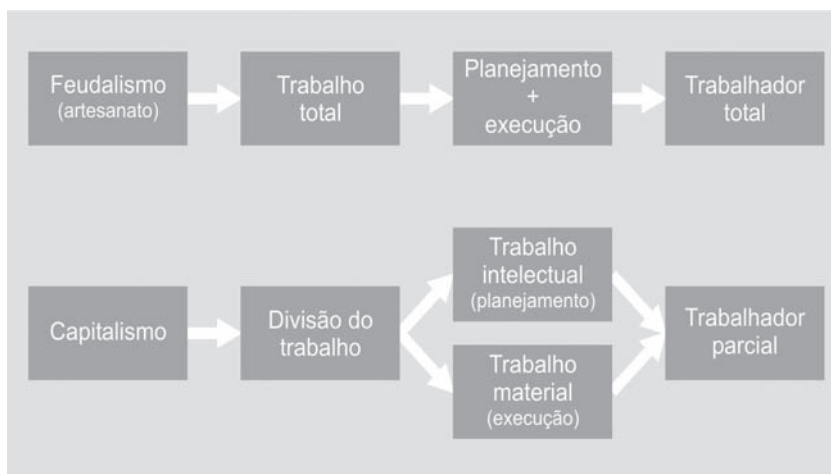 Feudalismo
(artesanato)
Trabalho
total
Planejamento
+
execução
Trabalhador
total
Capitalismo
Divisão do
trabalho
Trabalho
intelectual
(planejamento)
Trabalho
material
(execução)
Trabalhador
parcial